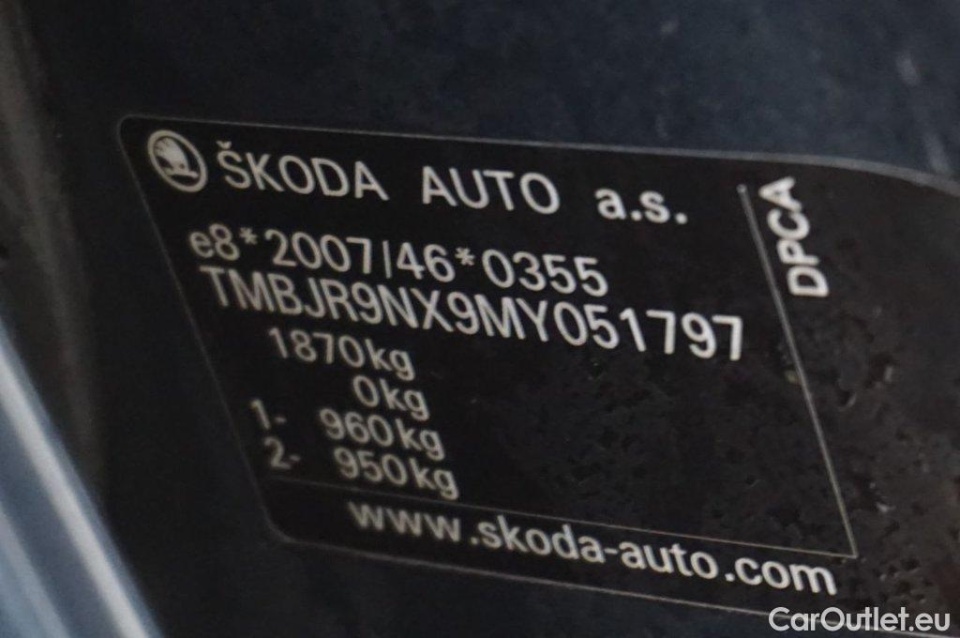 ŠKODA AUTO a.s.
e8*2007/46*0355
TMBJR9NX9MY051797
1870kg
0kg
1- 960kg
2- 950kg
www.skoda-auto.com
DPCA
CarOutlet.eu